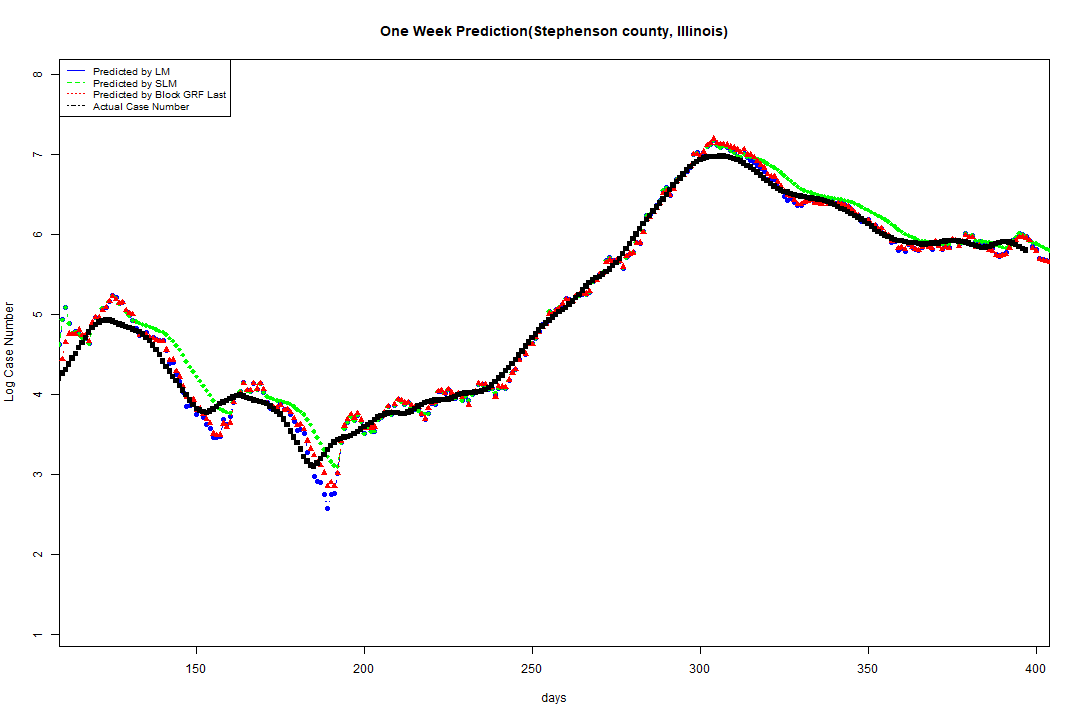 One Week Prediction(Stephenson county, Illinois)
Predicted by LM
Predicted by SLM
Predicted by Block GRF Last
Actual Case Number
8
7
6
5
4
3
2
1
Log Case Number
150 200 250 300 350 400
days